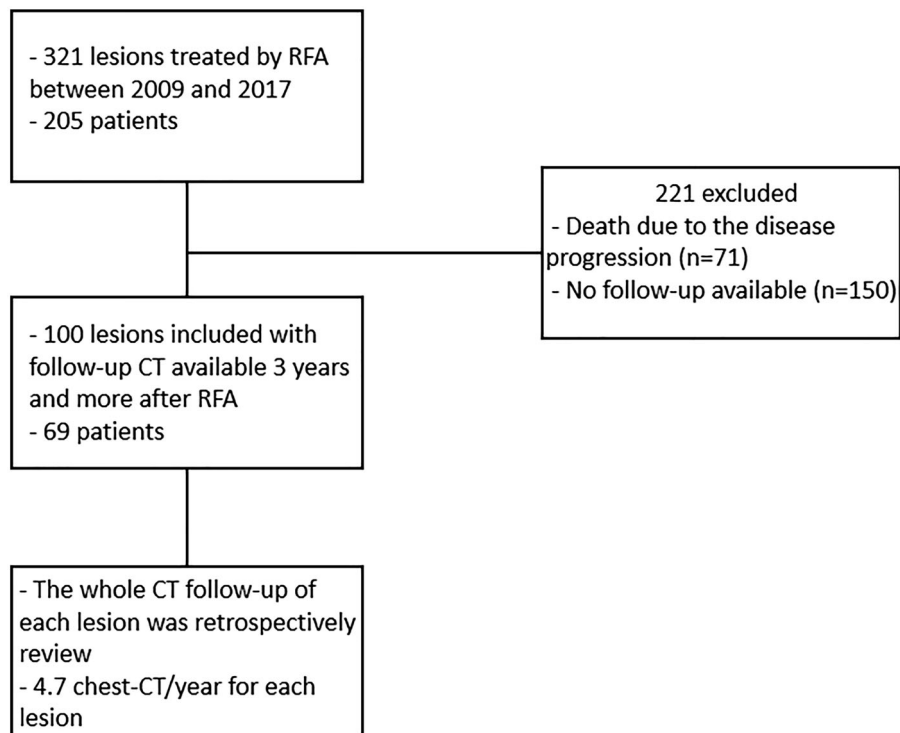 - 321 lesions treated by RFA
between 2009 and 2017
- 205 patients
221 excluded
- Death due to the disease
progression (n=71)
- No follow-up available (n=150)
- 100 lesions included with
follow-up CT available 3 years
and more after RFA
- 69 patients
- The whole CT follow-up of
each lesion was retrospectively
review
- 4.7 chest-CT/year for each
lesion